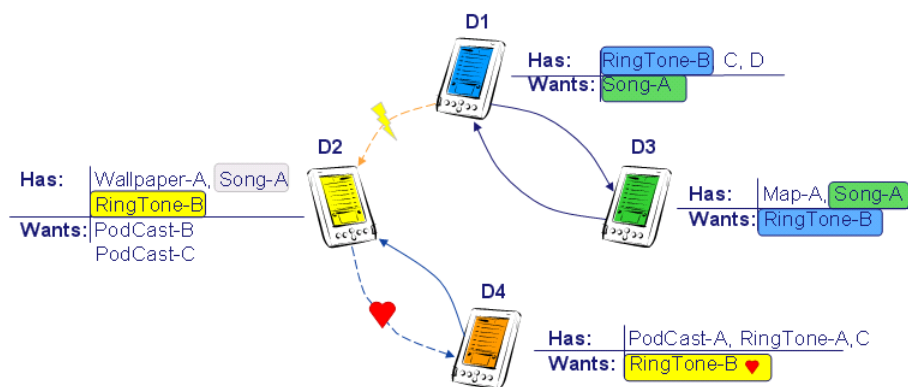 D1
Has: RingTone-B C, D
Wants: Song-A
D2
Has: Wallpaper-A, Song-A
RingTone-B
Wants: PodCast-B
PodCast-C
D3
Has: Map-A, Song-A
Wants: RingTone-B
D4
Has: PodCast-A, RingTone-A,C
Wants: RingTone-B